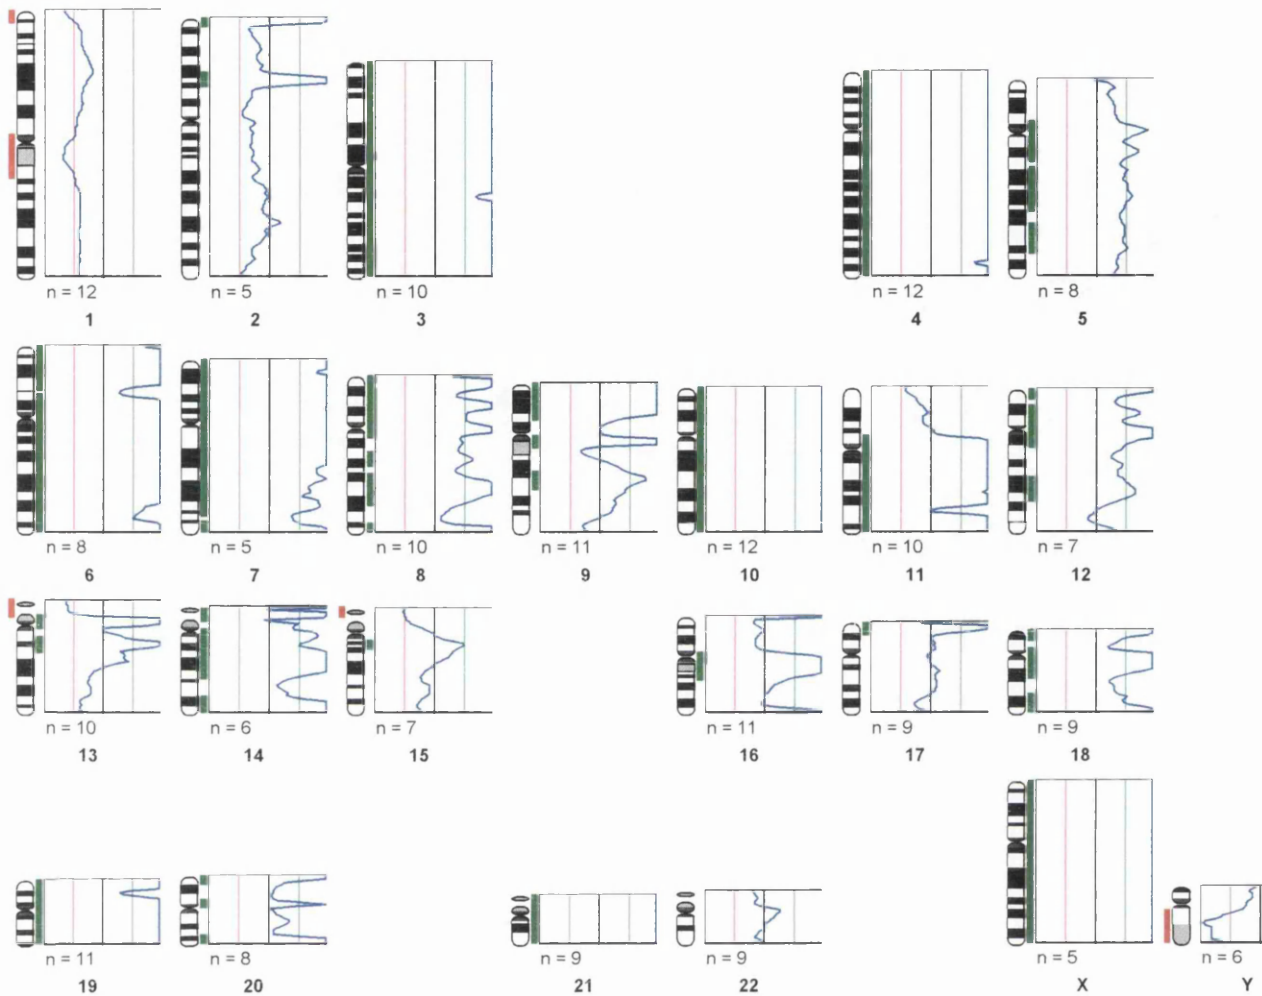 n = 12
n = 5
n = 10
n = 12
n = 8
1
2
3
4
5
n = 8
n = 5
n = 10
n = 11
n = 12
n = 10
n = 7
6
7
8
9
10
11
12
n = 10
n = 6
n = 7
n = 11
n = 9
n = 9
13
14
15
16
17
18
n = 11
n = 8
n = 9
n = 9
n = 5
n = 6
19
20
21
22
X
Y